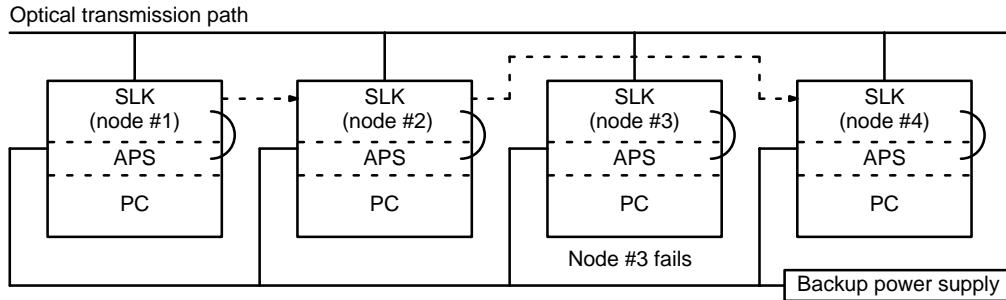 Optical transmission path
SLK
(node #1)
APS
PC
SLK
(node #2)
APS
PC
SLK
(node #3)
APS
PC
SLK
(node #4)
APS
PC
Node #3 fails
Backup power supply